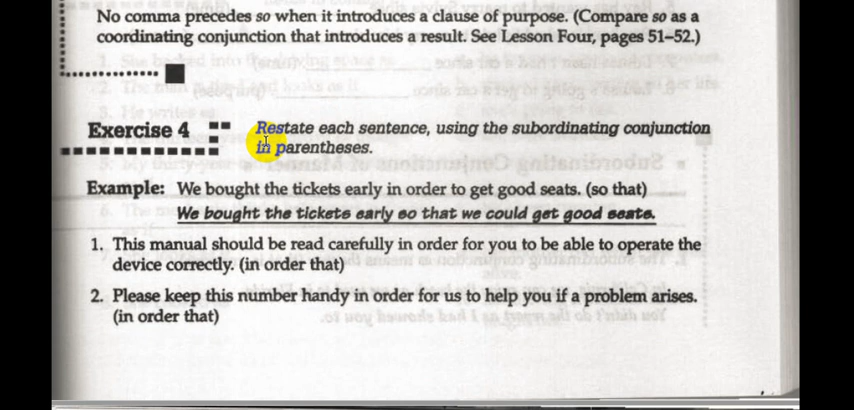 No comma precedes so when it introduces a clause of purpose. (Compare so as a
coordinating conjunction that introduces a result. See Lesson Four, pages 51–52.)
Exercise 4
Restate each sentence, using the subordinating conjunction
in parentheses.
Example: We bought the tickets early in order to get good seats. (so that)
We bought the tickets early so that we could get good seats.
1. This manual should be read carefully in order for you to be able to operate the
device correctly. (in order that)
2. Please keep this number handy in order for us to help you if a problem arises.
(in order that)